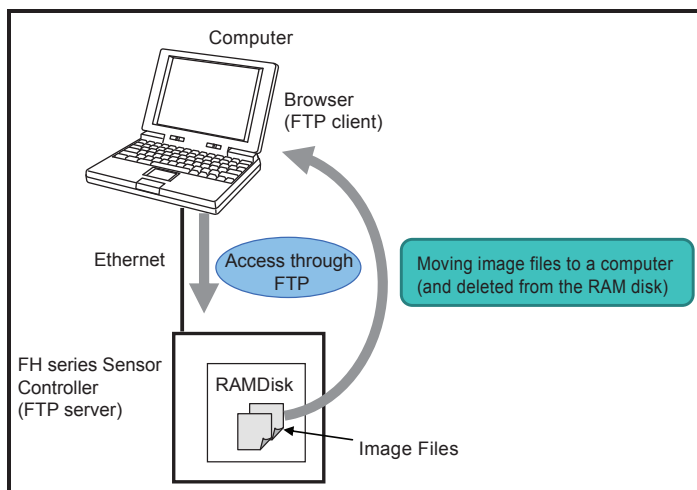 Computer
Browser
(FTP client)
Ethernet
Access through
FTP
Moving image files to a computer
(and deleted from the RAM disk)
FH series Sensor
Controller
(FTP server)
RAMDisk
Image Files